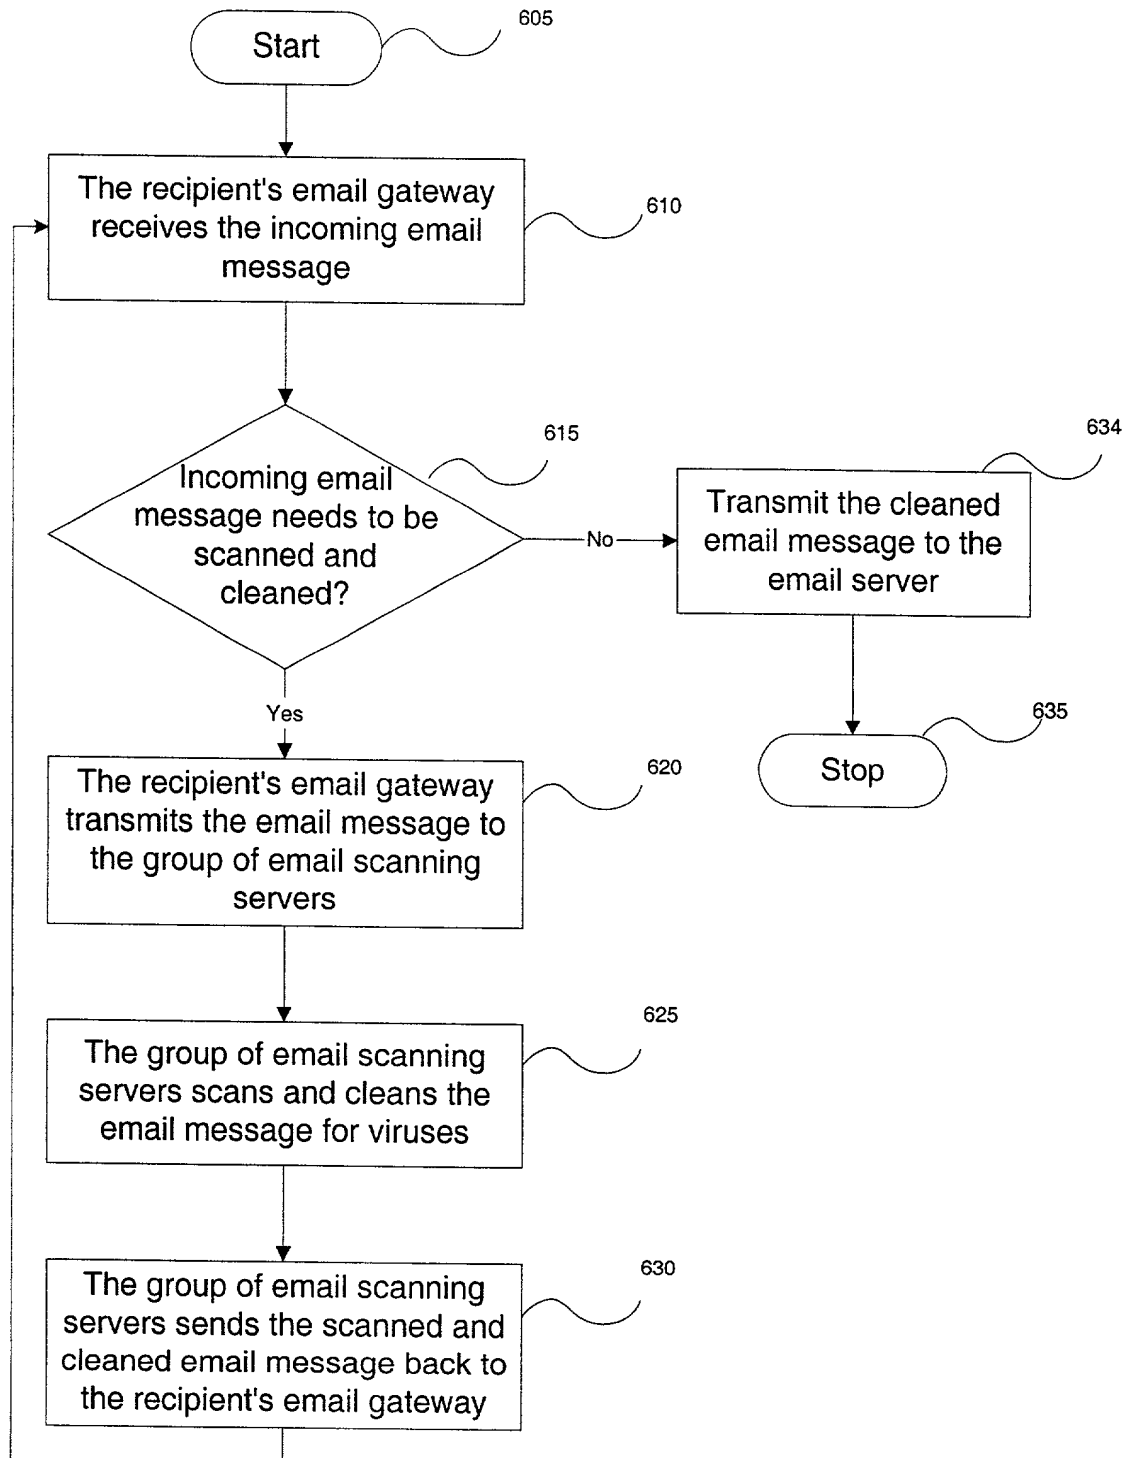 Start
605
The recipient's email gateway
receives the incoming email
message
610
Incoming email
message needs to be
scanned and
cleaned?
615
No
Transmit the cleaned
email message to the
email server
634
Stop
635
Yes
The recipient's email gateway
transmits the email message to
the group of email scanning
servers
620
The group of email scanning
servers scans and cleans the
email message for viruses
625
The group of email scanning
servers sends the scanned and
cleaned email message back to
the recipient's email gateway
630